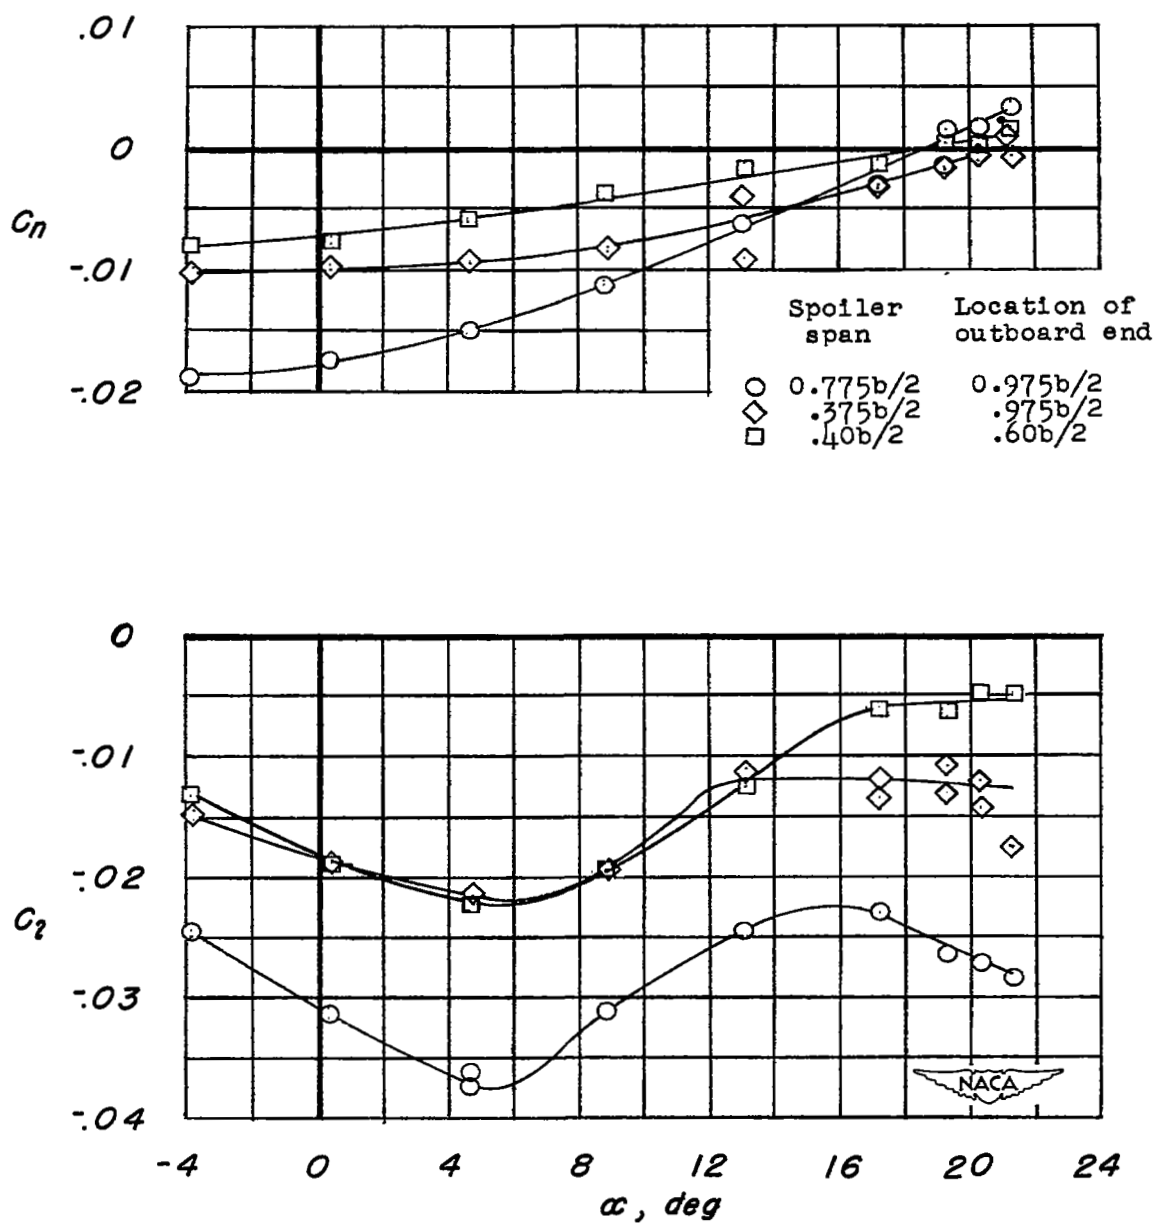 .01
0
Cn
-.01
-.02
Spoiler span
Location of outboard end
0.775b/2 0.975b/2
.375b/2 .975b/2
.40b/2 .60b/2
0
-.01
-.02
Cl
-.03
-.04
NACA
-4 0 4 8 12 16 20 24
α, deg